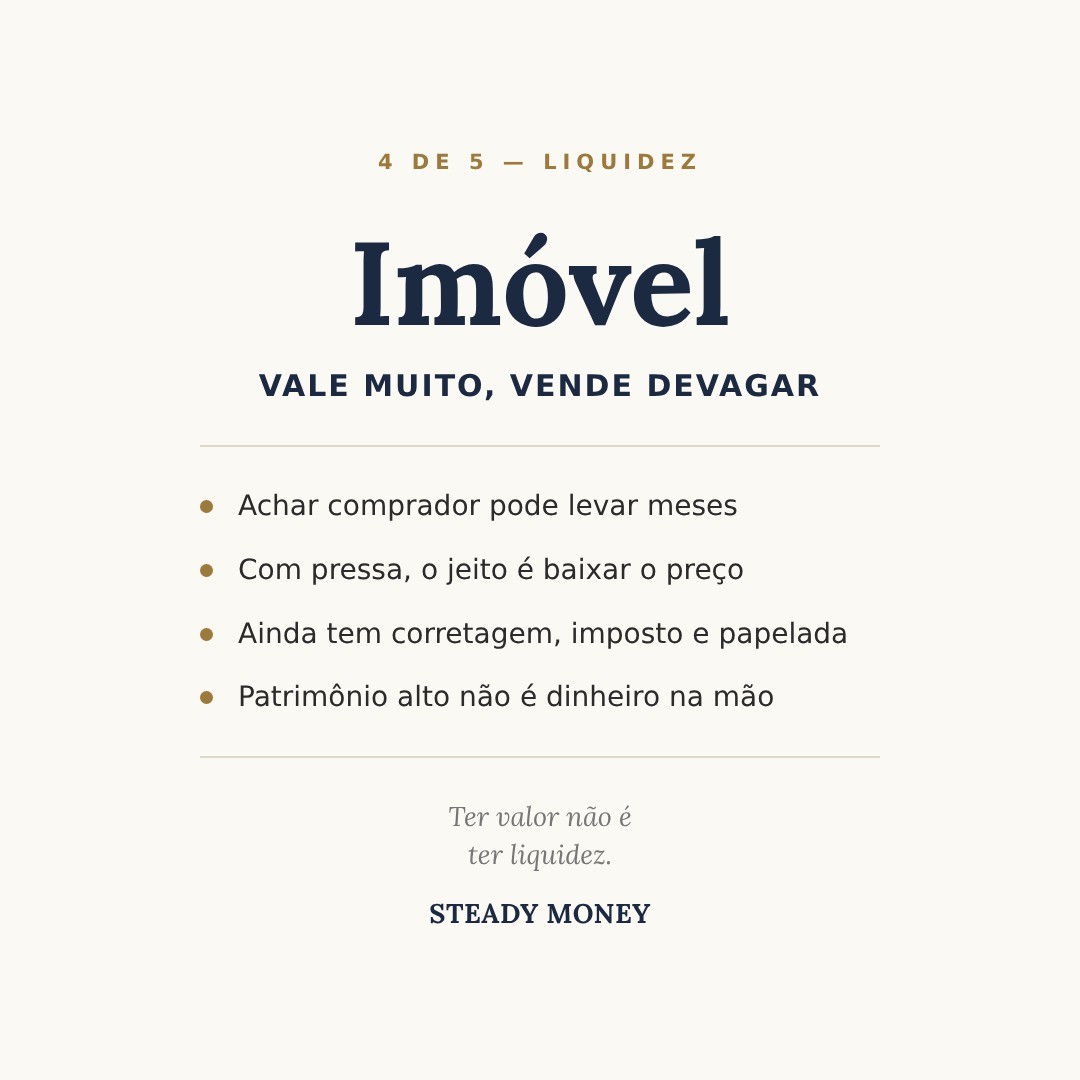 4 DE 5 — LIQUIDEZ
Imóvel
VALE MUITO, VENDE DEVAGAR
Achar comprador pode levar meses
Com pressa, o jeito é baixar o preço
Ainda tem corretagem, imposto e papelada
Patrimônio alto não é dinheiro na mão
Ter valor não é
ter liquidez.
STEADY MONEY